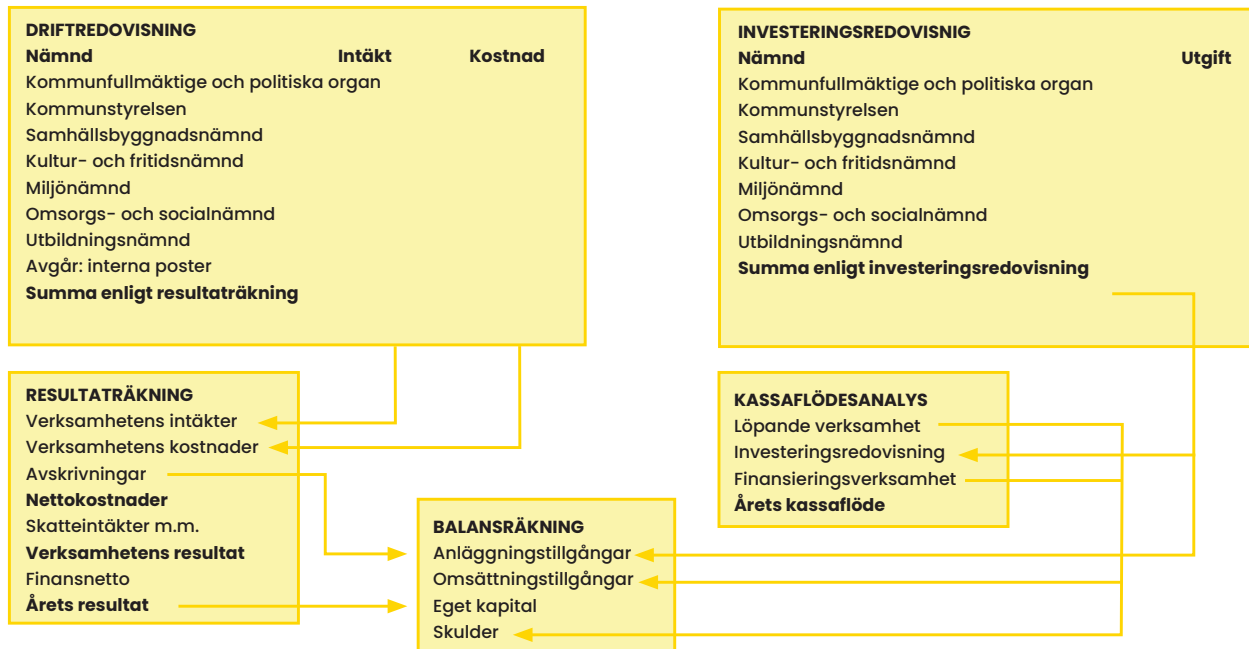 DRIFTREDOVISNING
Nämnd Intäkt Kostnad
Kommunfullmäktige och politiska organ
Kommunstyrelsen
Samhällsbyggnadsnämnd
Kultur- och fritidsnämnd
Miljönämnd
Omsorgs- och socialnämnd
Utbildningsnämnd
Avgår: interna poster
Summa enligt resultaträkning
INVESTERINGSREDOVISNIG
Nämnd Utgift
Kommunfullmäktige och politiska organ
Kommunstyrelsen
Samhällsbyggnadsnämnd
Kultur- och fritidsnämnd
Miljönämnd
Omsorgs- och socialnämnd
Utbildningsnämnd
Summa enligt investeringsredovisning
RESULTATRÄKNING
Verksamhetens intäkter
Verksamhetens kostnader
Avskrivningar
Nettokostnader
Skatteintäkter m.m.
Verksamhetens resultat
Finansnetto
Årets resultat
BALANSRÄKNING
Anläggningstillgångar
Omsättningstillgångar
Eget kapital
Skulder
KASSAFLÖDESANALYS
Löpande verksamhet
Investeringsredovisning
Finansieringsverksamhet
Årets kassaflöde